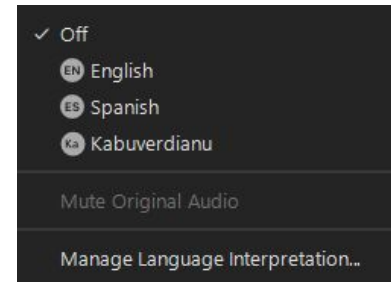 ✓ Off
EN English
ES Spanish
Ka Kabuverdianu
Mute Original Audio
Manage Language Interpretation...